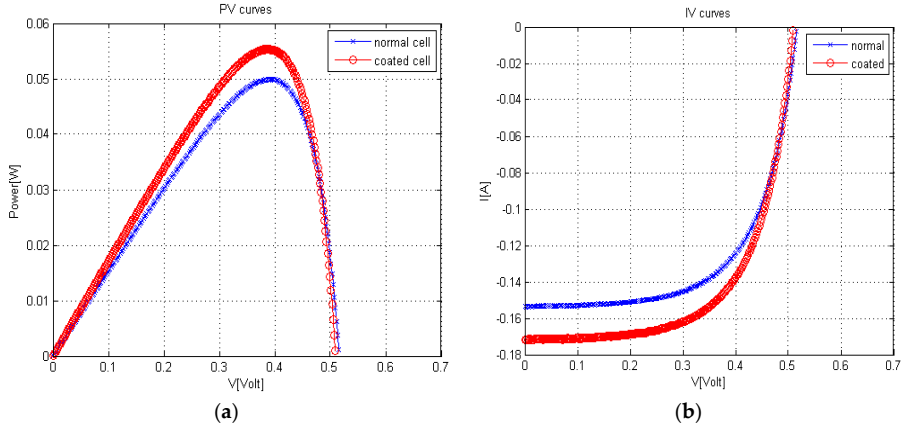 PV curves
0.06
0.05
0.04
0.03
0.02
0.01
0
Power[W]
normal cell
coated cell
0
0.1
0.2
0.3
0.4
0.5
0.6
0.7
V[Volt]
(a)
IV curves
0
-0.02
-0.04
-0.06
-0.08
-0.1
-0.12
-0.14
-0.16
-0.18
I[A]
normal
coated
0
0.1
0.2
0.3
0.4
0.5
0.6
0.7
V[Volt]
(b)